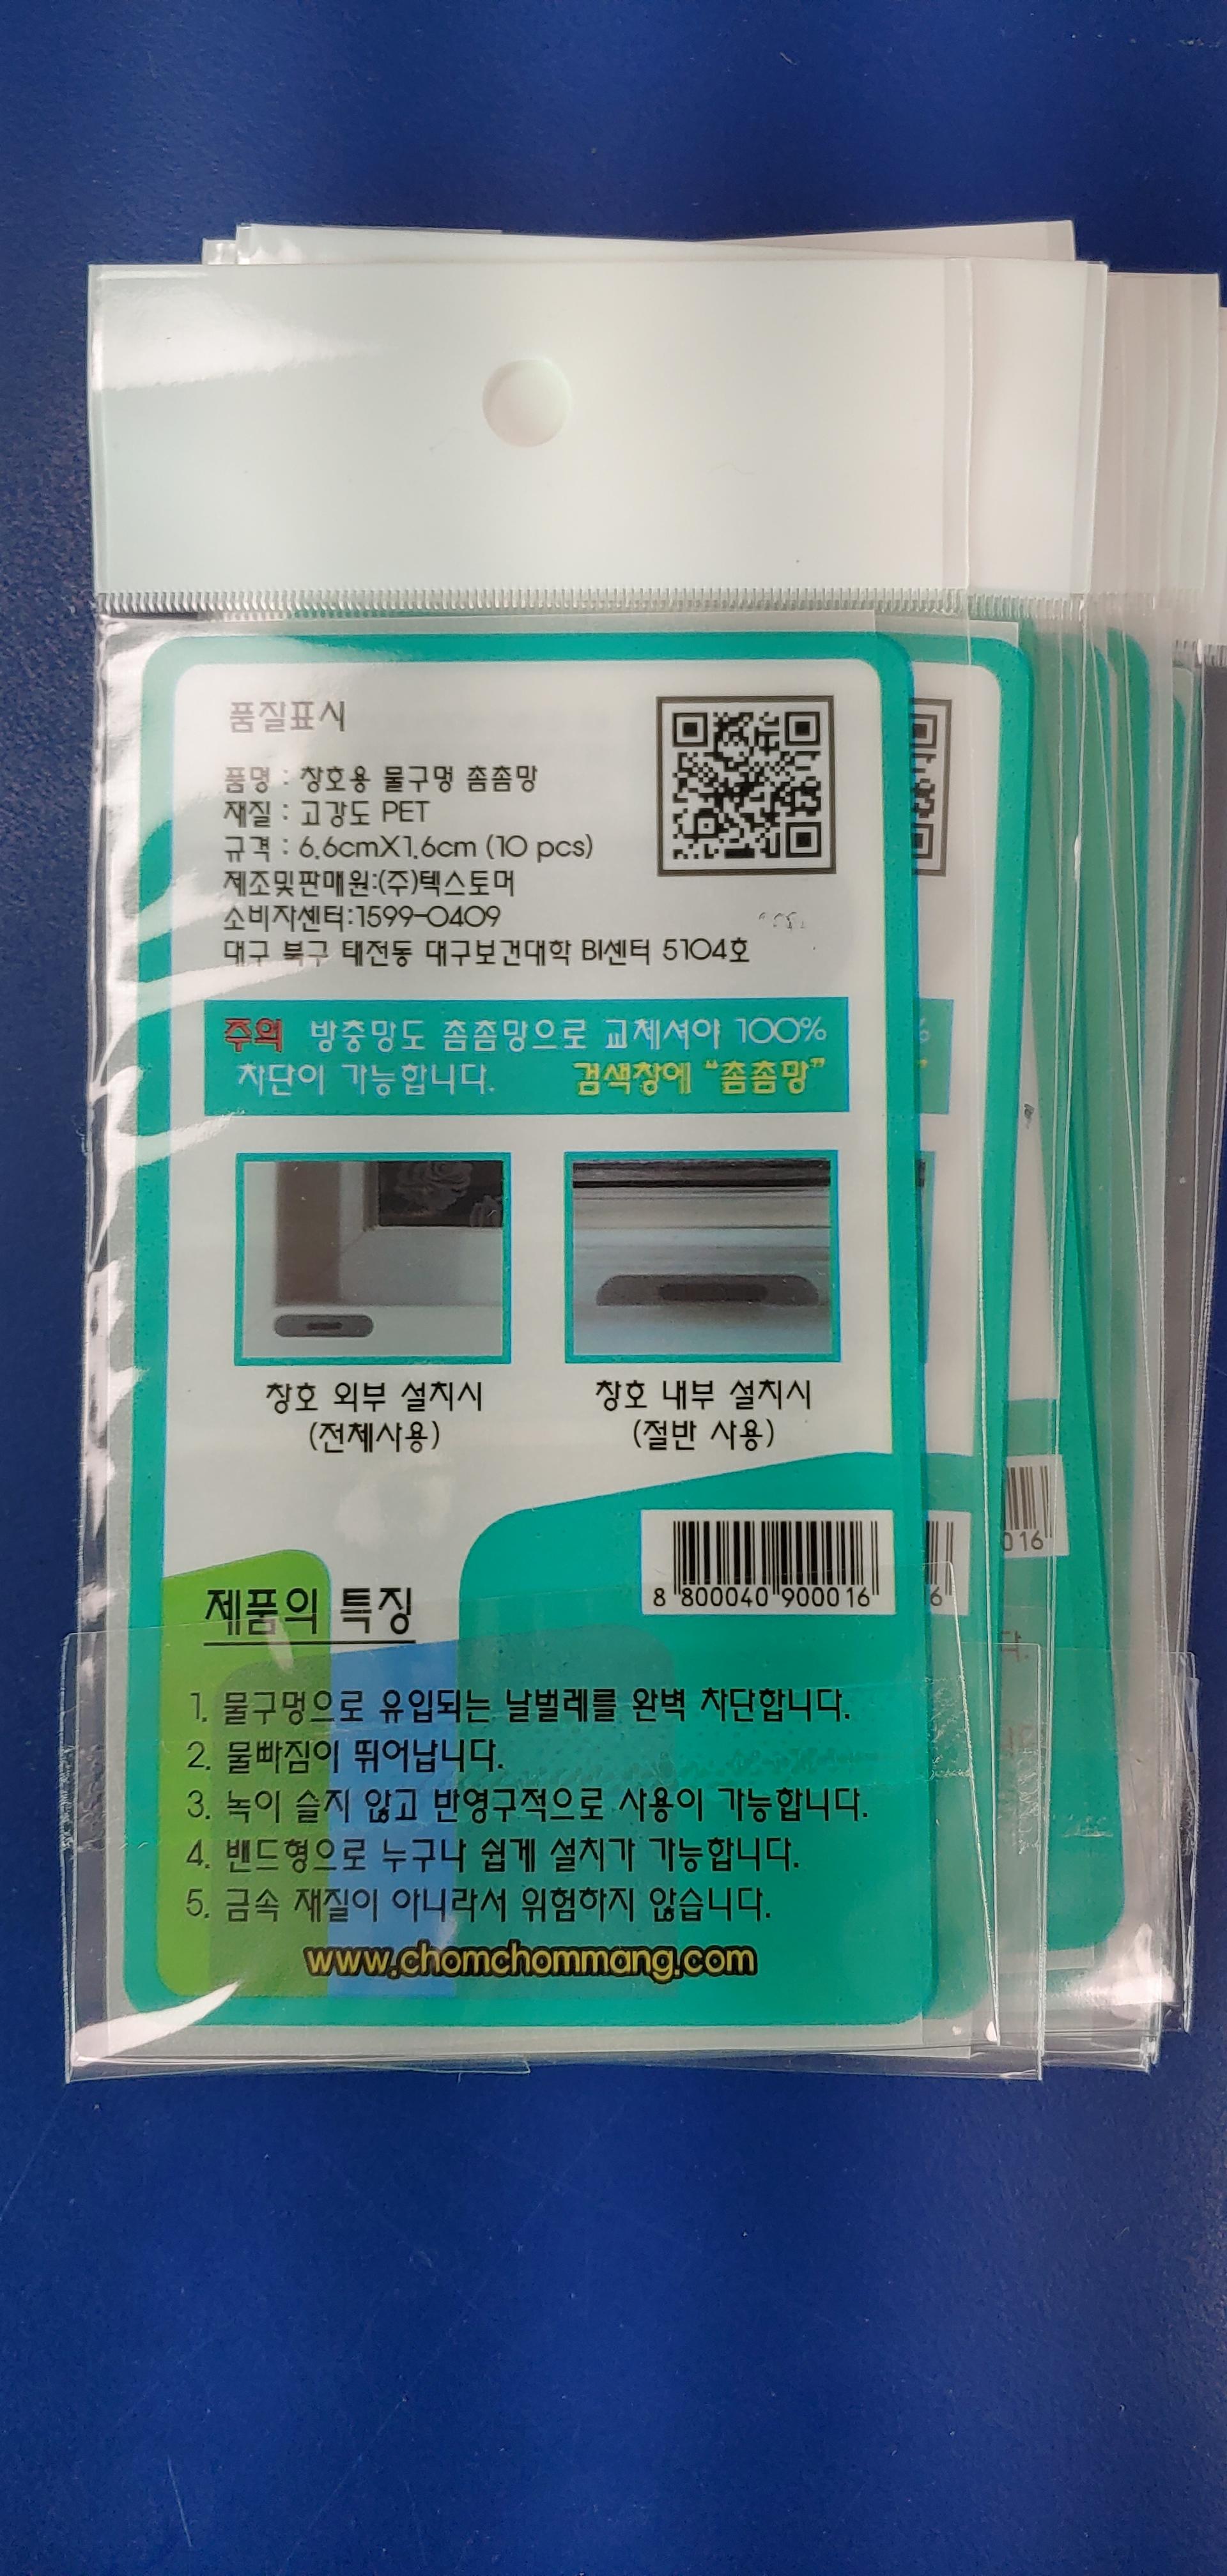 품질표시
품명 : 창호용 물구멍 촘촘망
재질 : 고강도 PET
규격 : 6.6cmX1.6cm (10 pcs)
제조및판매원:(주)텍스토머
소비자센터:1599-0409
대구 북구 태전동 대구보건대학 BI센터 5104호
주의 방충망도 촘촘망으로 교체셔야 100%
차단이 가능합니다. 검색창에 "촘촘망"
창호 외부 설치시
(전체사용)
창호 내부 설치시
(절반 사용)
8 800040 900016
제품의 특징
1. 물구멍으로 유입되는 날벌레를 완벽 차단합니다.
2. 물빠짐이 뛰어납니다.
3. 녹이 슬지 않고 반영구적으로 사용이 가능합니다.
4. 밴드형으로 누구나 쉽게 설치가 가능합니다.
5. 금속 재질이 아니라서 위험하지 않습니다.
www.chomchommang.com
%
"
6
016
다.